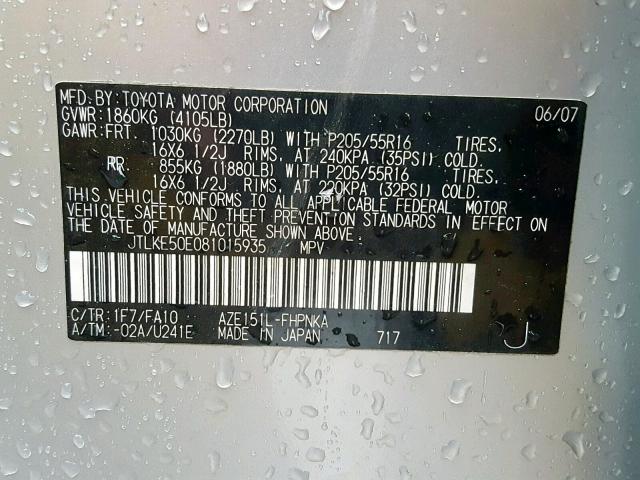 MFD. BY: TOYOTA MOTOR CORPORATION 06/07
GVWR: 1860KG (4105LB)
GAWR: FRT. 1030KG (2270LB) WITH P205/55R16 TIRES,
16X6 1/2J RIMS, AT 240KPA (35PSI) COLD.
RR. 855KG (1880LB) WITH P205/55R16 TIRES,
16X6 1/2J RIMS, AT 220KPA (32PSI) COLD.
THIS VEHICLE CONFORMS TO ALL APPLICABLE FEDERAL MOTOR
VEHICLE SAFETY AND THEFT PREVENTION STANDARDS IN EFFECT ON
THE DATE OF MANUFACTURE SHOWN ABOVE.
JTLKE50E081015935 MPV
C/TR: 1F7/FA10 AZE151L-FHPNKA
A/TM: -02A/U241E MADE IN JAPAN 717
J